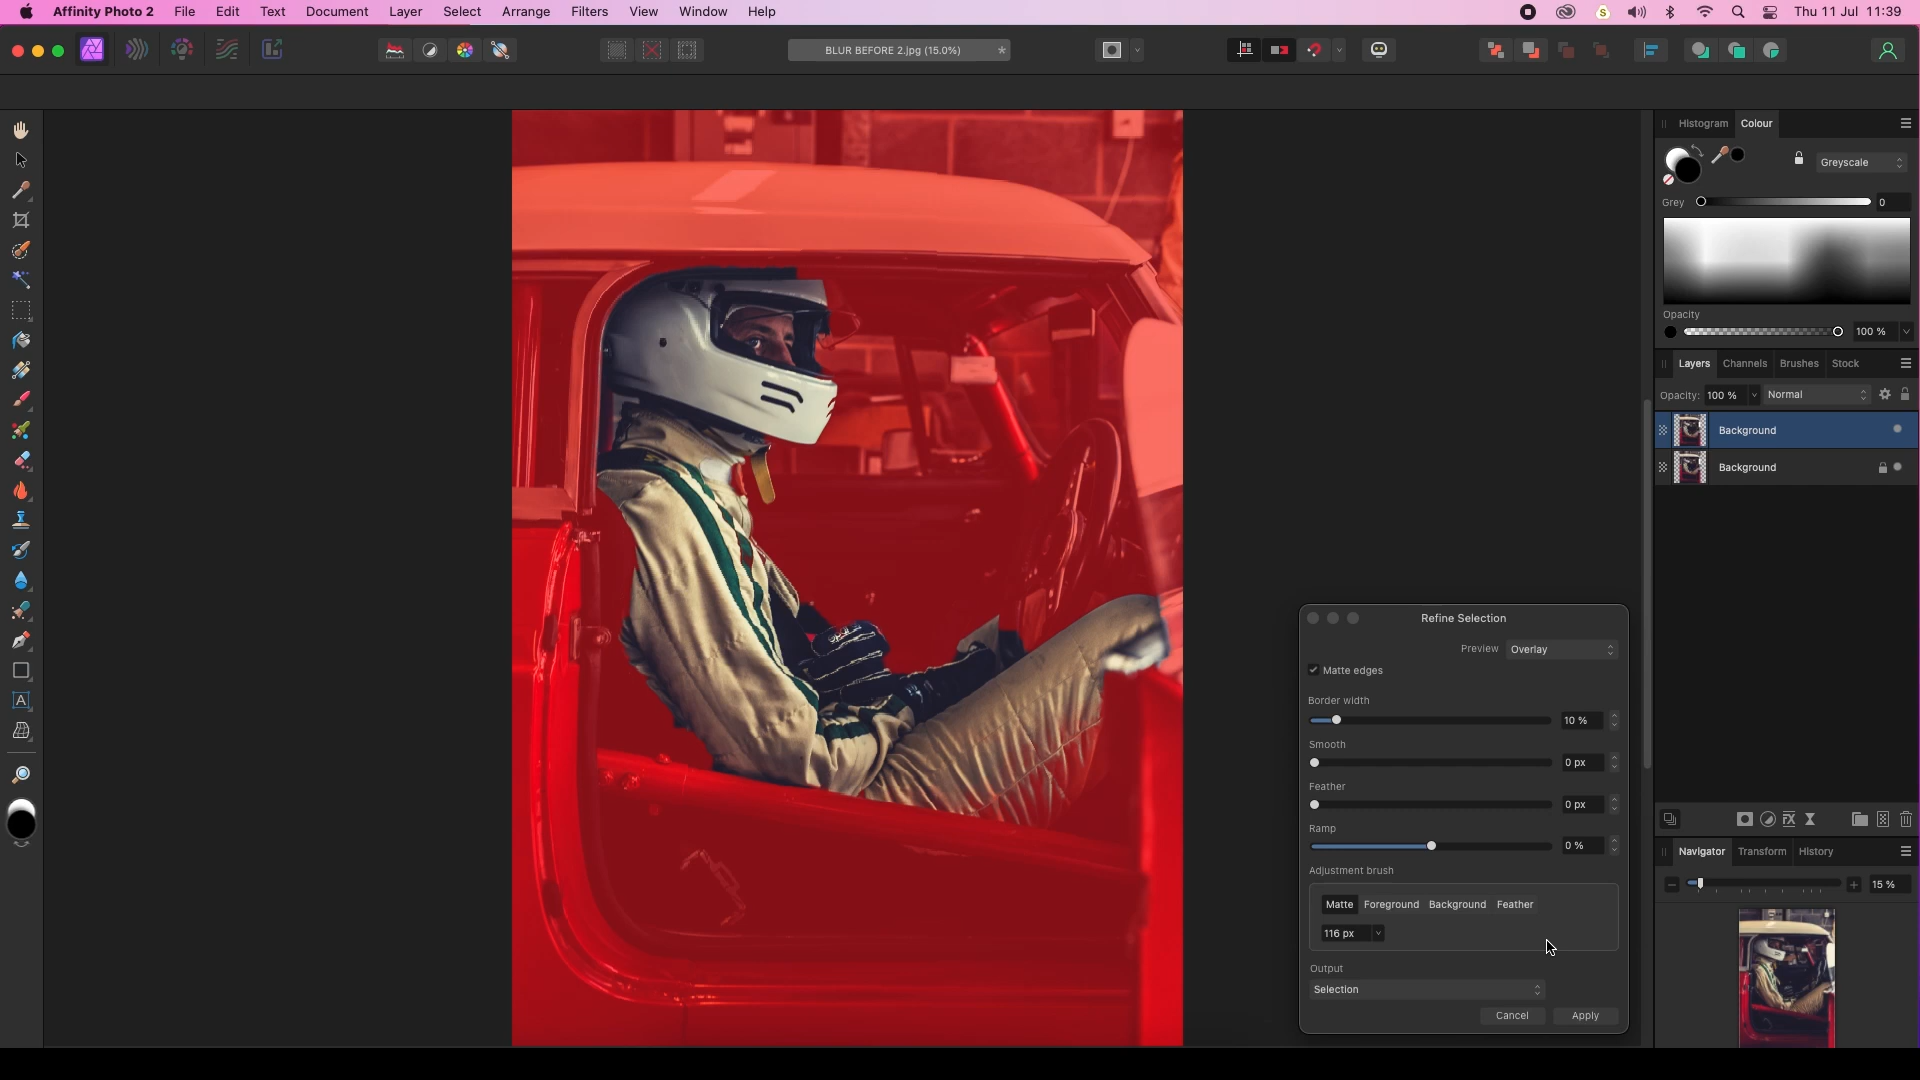 Affinity Photo 2 File Edit Text Document Layer Select Arrange Filters View Window Help
S
Thu 11 Jul 11:39
BLUR BEFORE 2.jpg (15.0%)
Histogram Colour
Greyscale
Grey 0
Opacity
100 %
Layers Channels Brushes Stock
Opacity: 100 % Normal
Background
Background
Refine Selection
Preview Overlay
Matte edges
Border width
10 %
Smooth
0 px
Feather
0 px
Ramp
0 %
Adjustment brush
Matte Foreground Background Feather
116 px
Output
Selection
Cancel Apply
Navigator Transform History
15 %